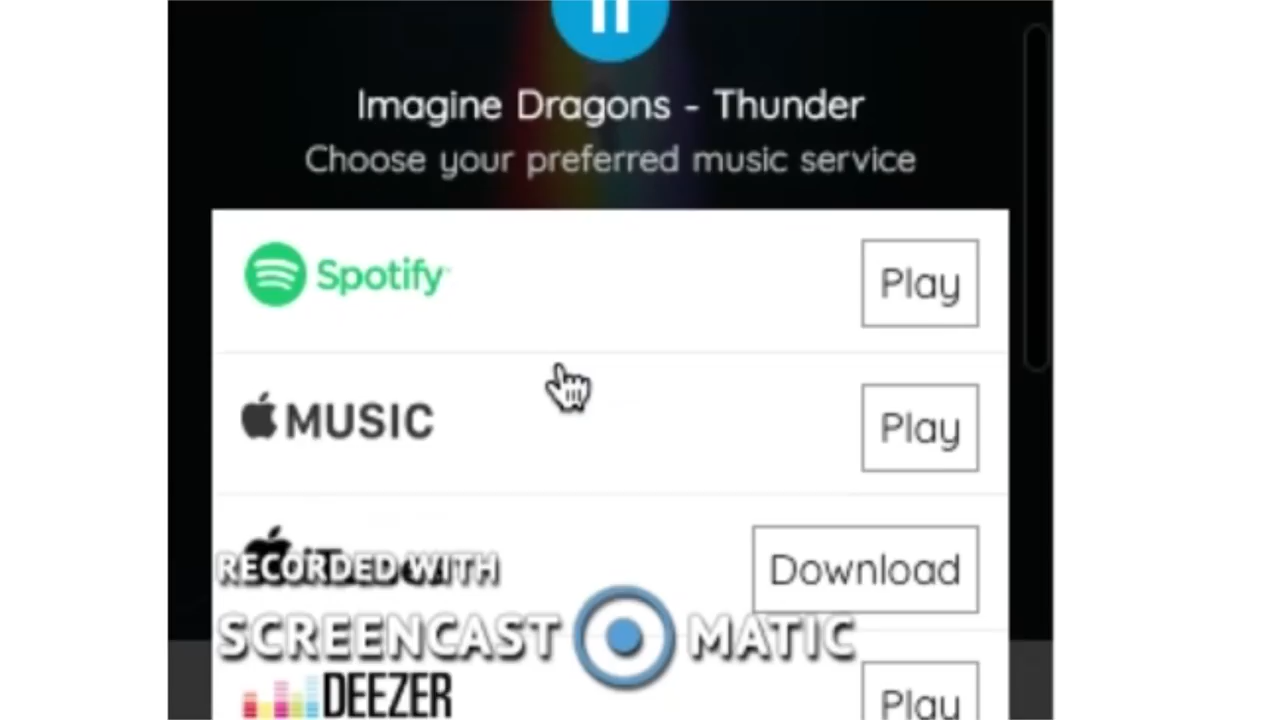 Imagine Dragons - Thunder
Choose your preferred music service
Spotify
Play
MUSIC
Play
Download
RECORDED WITH
SCREENCAST MATIC
DEEZER
Play